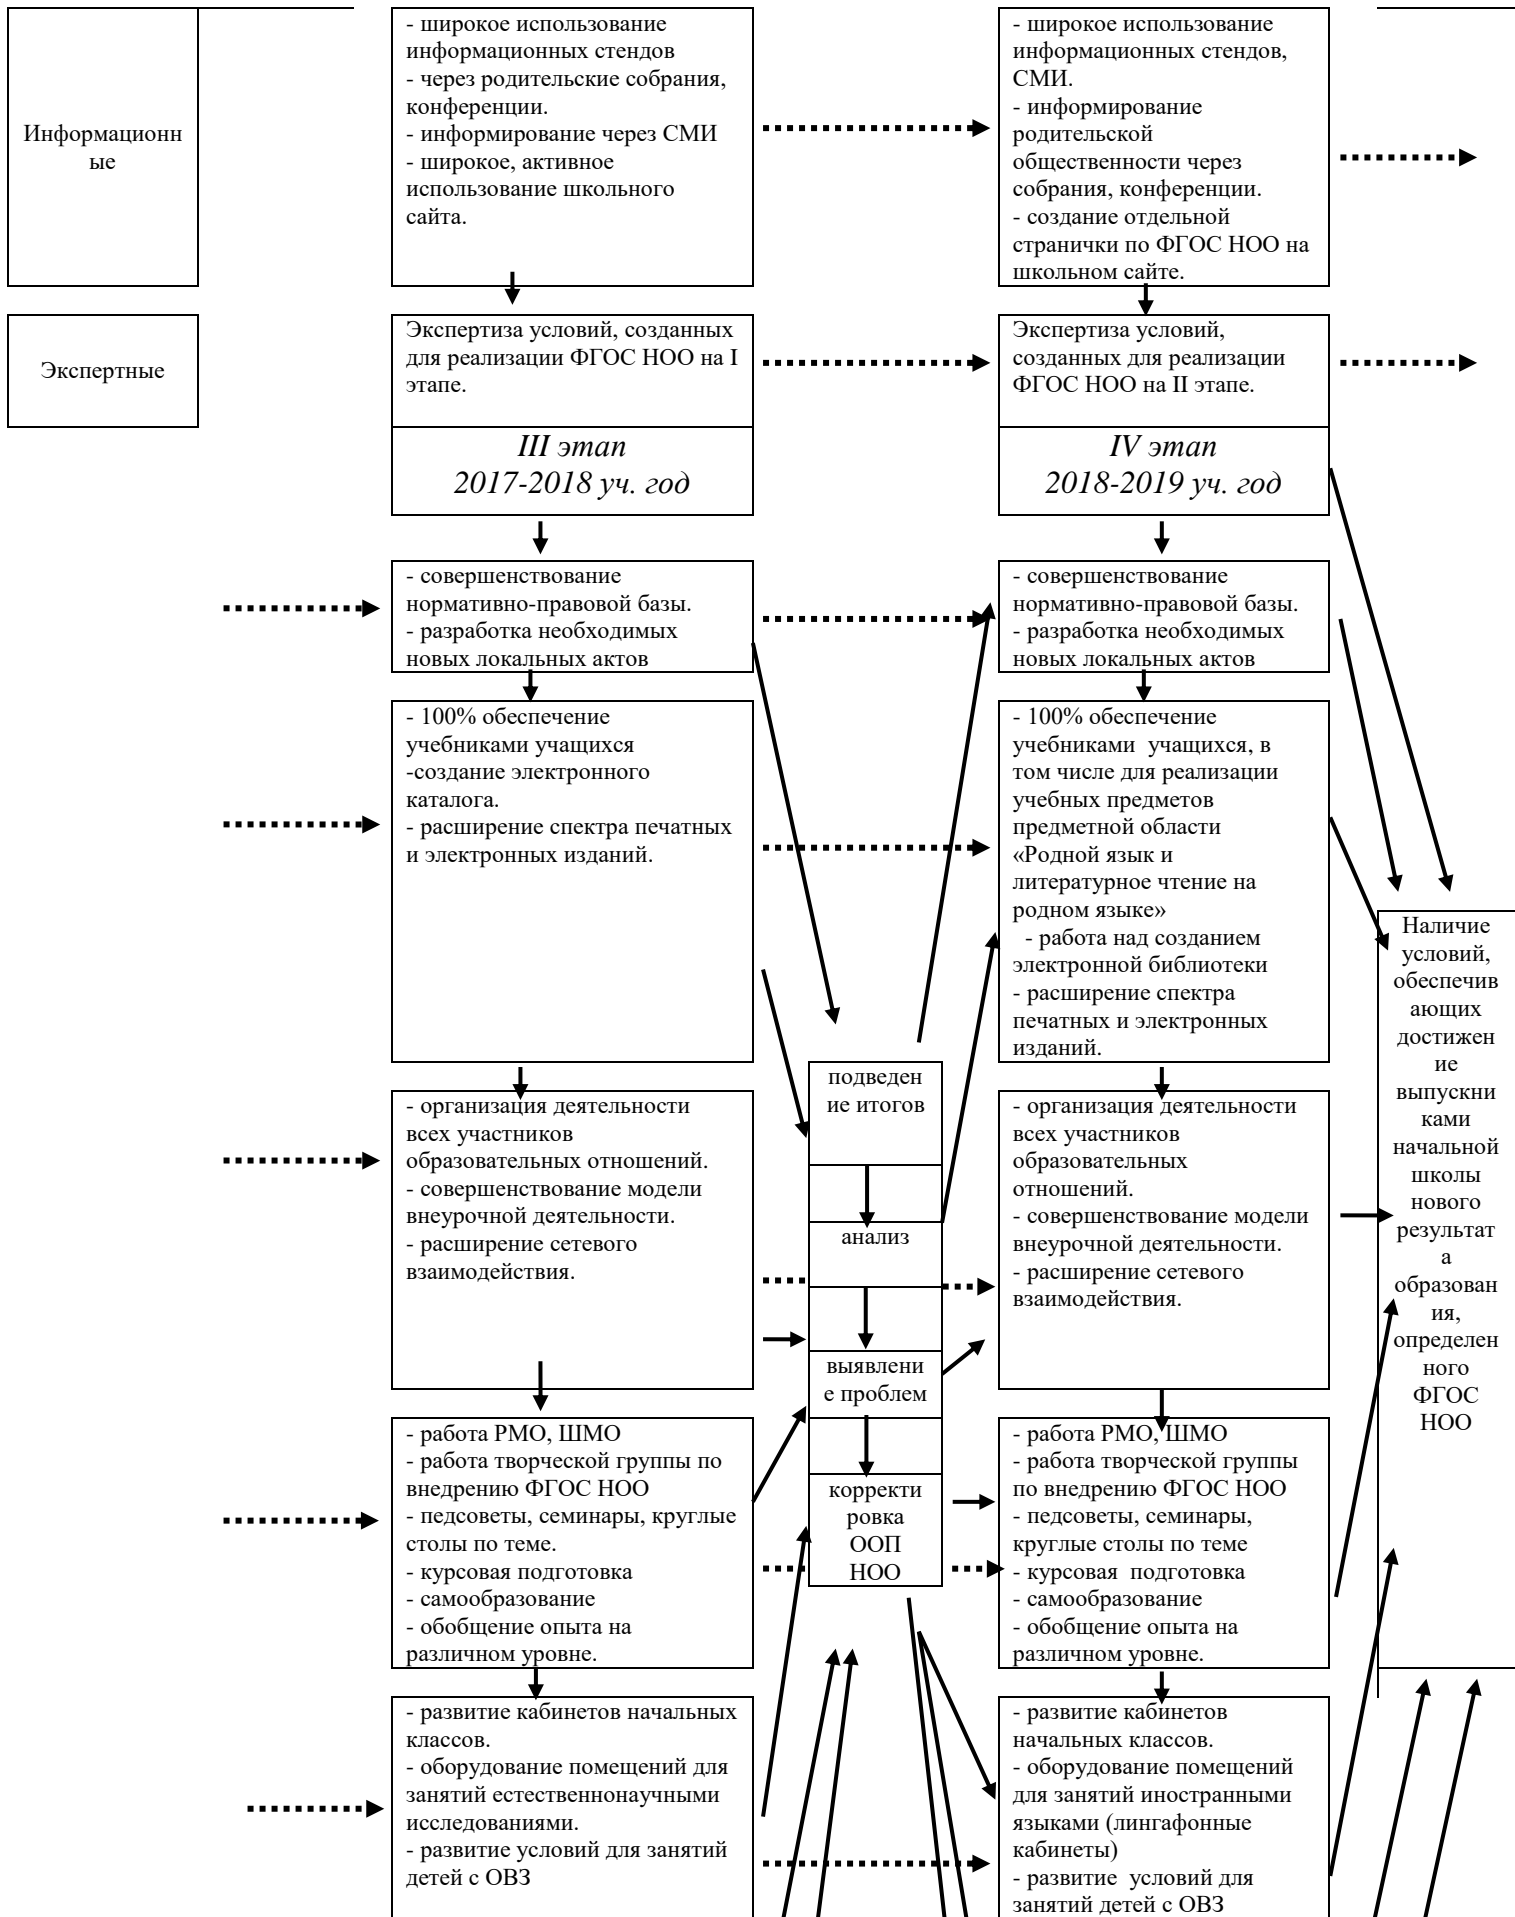 Информационн
ые
- широкое использование
информационных стендов
- через родительские собрания,
конференции.
- информирование через СМИ
- широкое, активное
использование школьного
сайта.
- широкое использование
информационных стендов,
СМИ.
- информирование
родительской
общественности через
собрания, конференции.
- создание отдельной
странички по ФГОС НОО на
школьном сайте.
Экспертные
Экспертиза условий, созданных
для реализации ФГОС НОО на I
этапе.
Экспертиза условий,
созданных для реализации
ФГОС НОО на II этапе.
III этап
2017-2018 уч. год
IV этап
2018-2019 уч. год
- совершенствование
нормативно-правовой базы.
- разработка необходимых
новых локальных актов
- совершенствование
нормативно-правовой базы.
- разработка необходимых
новых локальных актов
- 100% обеспечение
учебниками учащихся
-создание электронного
каталога.
- расширение спектра печатных
и электронных изданий.
- 100% обеспечение
учебниками  учащихся, в
том числе для реализации
учебных предметов
предметной области
«Родной язык и
литературное чтение на
родном языке»
- работа над созданием
электронной библиотеки
- расширение спектра
печатных и электронных
изданий.
Наличие
условий,
обеспечив
ающих
достижен
ие
выпускни
ками
начальной
школы
нового
результат
а
образован
ия,
определен
ного
ФГОС
НОО
подведен
ие итогов
анализ
выявлени
е проблем
корректи
ровка
ООП
НОО
- организация деятельности
всех участников
образовательных отношений.
- совершенствование модели
внеурочной деятельности.
- расширение сетевого
взаимодействия.
- организация деятельности
всех участников
образовательных
отношений.
- совершенствование модели
внеурочной деятельности.
- расширение сетевого
взаимодействия.
- работа РМО, ШМО
- работа творческой группы по
внедрению ФГОС НОО
- педсоветы, семинары, круглые
столы по теме.
- курсовая подготовка
- самообразование
- обобщение опыта на
различном уровне.
- работа РМО, ШМО
- работа творческой группы
по внедрению ФГОС НОО
- педсоветы, семинары,
круглые столы по теме
- курсовая  подготовка
- самообразование
- обобщение опыта на
различном уровне.
- развитие кабинетов начальных
классов.
- оборудование помещений для
занятий естественнонаучными
исследованиями.
- развитие условий для занятий
детей с ОВЗ
- развитие кабинетов
начальных классов.
- оборудование помещений
для занятий иностранными
языками (лингафонные
кабинеты)
- развитие  условий для
занятий детей с ОВЗ